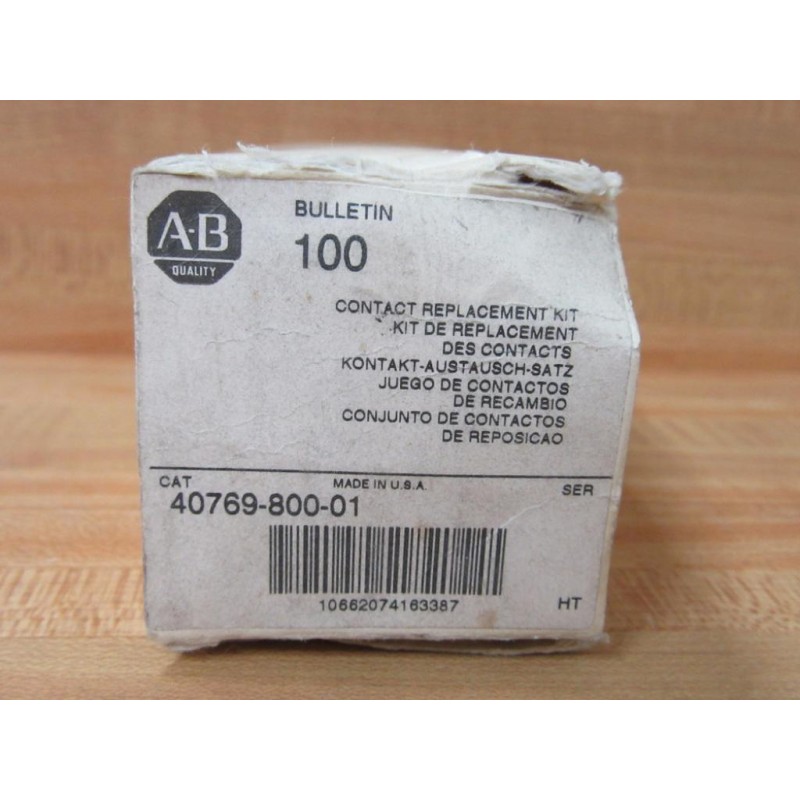 A-B
QUALITY
BULLETIN
100
CONTACT REPLACEMENT KIT
KIT DE REPLACEMENT
DES CONTACTS
KONTAKT-AUSTAUSCH-SATZ
JUEGO DE CONTACTOS
DE RECAMBIO
CONJUNTO DE CONTACTOS
DE REPOSICAO
CAT MADE IN U.S.A. SER
40769-800-01
10662074163387 HT